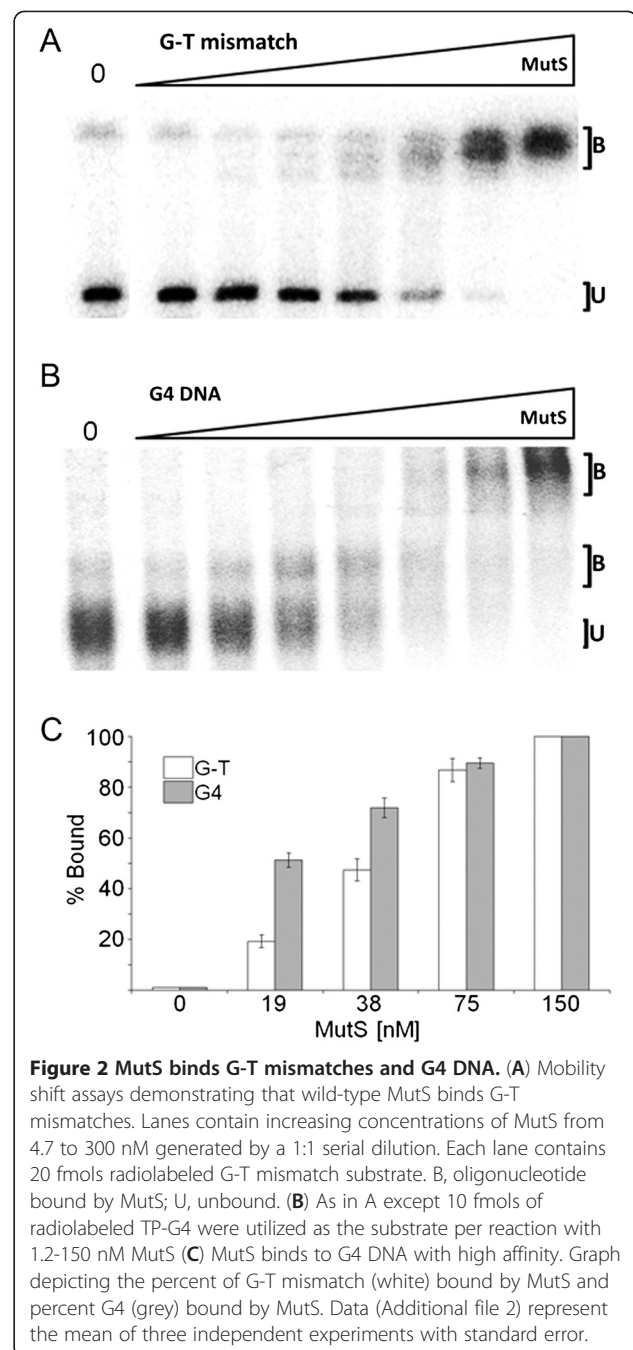 A
G-T mismatch
0
MutS
]B
]U
B
G4 DNA
0
MutS
]B
]B
]U
C
100
80
60
40
20
% Bound
G-T
G4
0 19 38 75 150
MutS [nM]
Figure 2 MutS binds G-T mismatches and G4 DNA. (A) Mobility
shift assays demonstrating that wild-type MutS binds G-T
mismatches. Lanes contain increasing concentrations of MutS from
4.7 to 300 nM generated by a 1:1 serial dilution. Each lane contains
20 fmols radiolabeled G-T mismatch substrate. B, oligonucleotide
bound by MutS; U, unbound. (B) As in A except 10 fmols of
radiolabeled TP-G4 were utilized as the substrate per reaction with
1.2-150 nM MutS (C) MutS binds to G4 DNA with high affinity. Graph
depicting the percent of G-T mismatch (white) bound by MutS and
percent G4 (grey) bound by MutS. Data (Additional file 2) represent
the mean of three independent experiments with standard error.